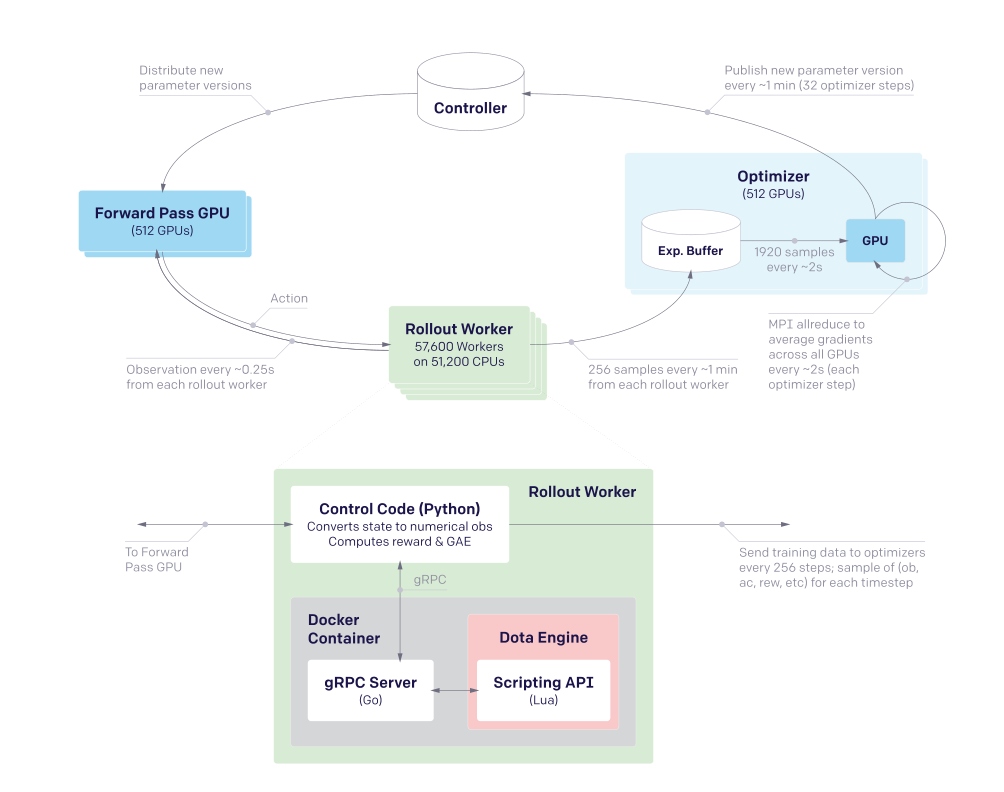 Distribute new
parameter versions
Controller
Publish new parameter version
every ~1 min (32 optimizer steps)
Forward Pass GPU
(512 GPUs)
Optimizer
(512 GPUs)
Exp. Buffer
1920 samples
every ~2s
GPU
Action
Observation every ~0.25s
from each rollout worker
Rollout Worker
57,600 Workers
on 51,200 CPUs
256 samples every ~1 min
from each rollout worker
MPI allreduce to
average gradients
across all GPUs
every ~2s (each
optimizer step)
Rollout Worker
Control Code (Python)
Converts state to numerical obs
Computes reward & GAE
To Forward
Pass GPU
Send training data to optimizers
every 256 steps; sample of (ob,
ac, rew, etc) for each timestep
gRPC
Docker
Container
Dota Engine
gRPC Server
(Go)
Scripting API
(Lua)